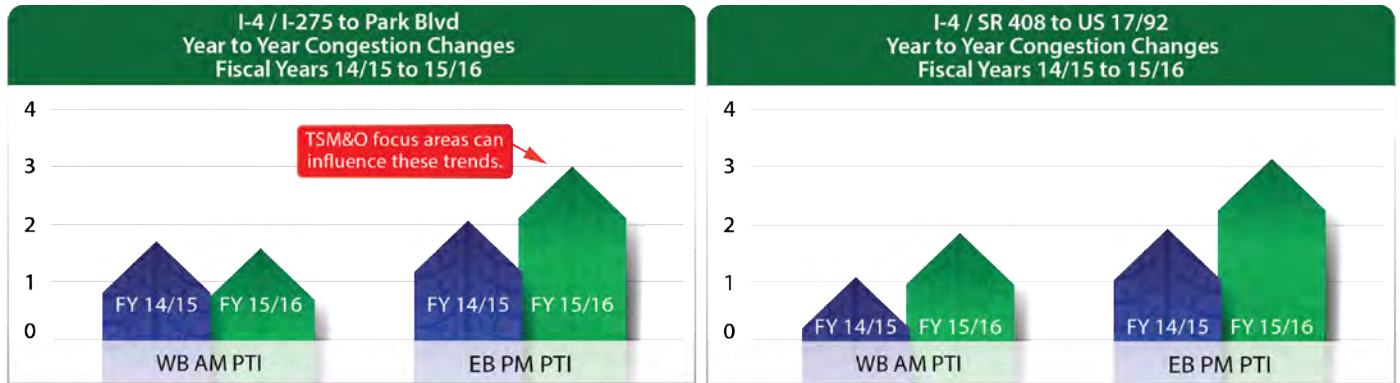 I-4 / I-275 to Park Blvd
Year to Year Congestion Changes
Fiscal Years 14/15 to 15/16
4
3
2
1
0
TSM&O focus areas can
influence these trends.
FY 14/15
FY 15/16
FY 14/15
FY 15/16
WB AM PTI
EB PM PTI
I-4 / SR 408 to US 17/92
Year to Year Congestion Changes
Fiscal Years 14/15 to 15/16
4
3
2
1
0
FY 14/15
FY 15/16
FY 14/15
FY 15/16
WB AM PTI
EB PM PTI